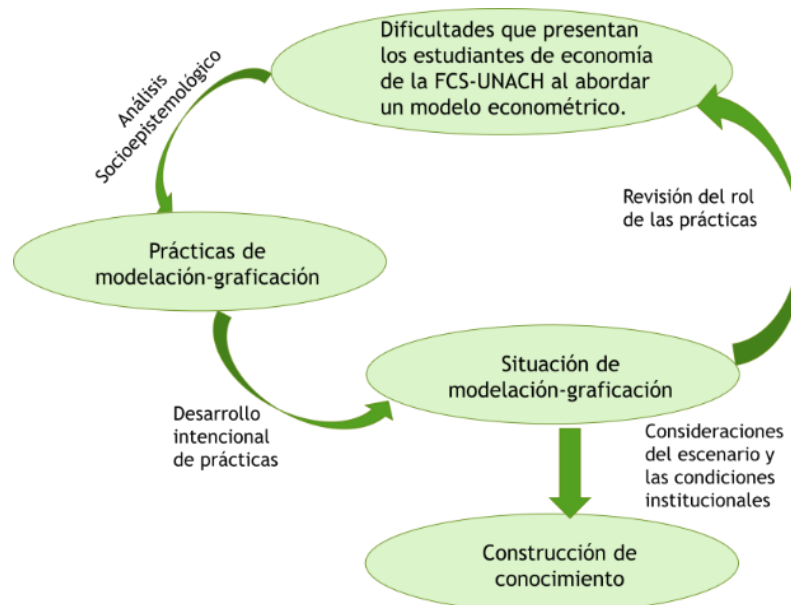 Dificultades que presentan
los estudiantes de economía
de la FCS-UNACH al abordar
un modelo econométrico.
Análisis
Socioepistemológico
Revisión del rol
de las prácticas
Prácticas de
modelación-graficación
Situación de
modelación-graficación
Desarrollo
intencional
de prácticas
Consideraciones
del escenario y
las condiciones
institucionales
Construcción de
conocimiento